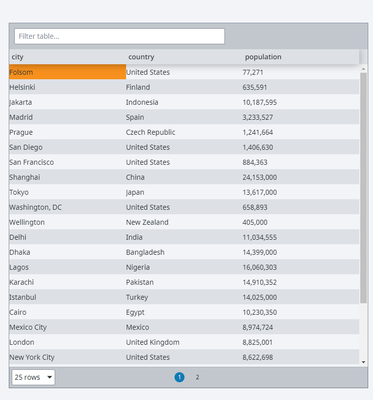 Filter table...
city country population
Folsom United States 77,271
Helsinki Finland 635,591
Jakarta Indonesia 10,187,595
Madrid Spain 3,233,527
Prague Czech Republic 1,241,664
San Diego United States 1,406,630
San Francisco United States 884,363
Shanghai China 24,153,000
Tokyo Japan 13,617,000
Washington, DC United States 658,893
Wellington New Zealand 405,000
Delhi India 11,034,555
Dhaka Bangladesh 14,399,000
Lagos Nigeria 16,060,303
Karachi Pakistan 14,910,352
Istanbul Turkey 14,025,000
Cairo Egypt 10,230,350
Mexico City Mexico 8,974,724
London United Kingdom 8,825,001
New York City United States 8,622,698
25 rows 1 2